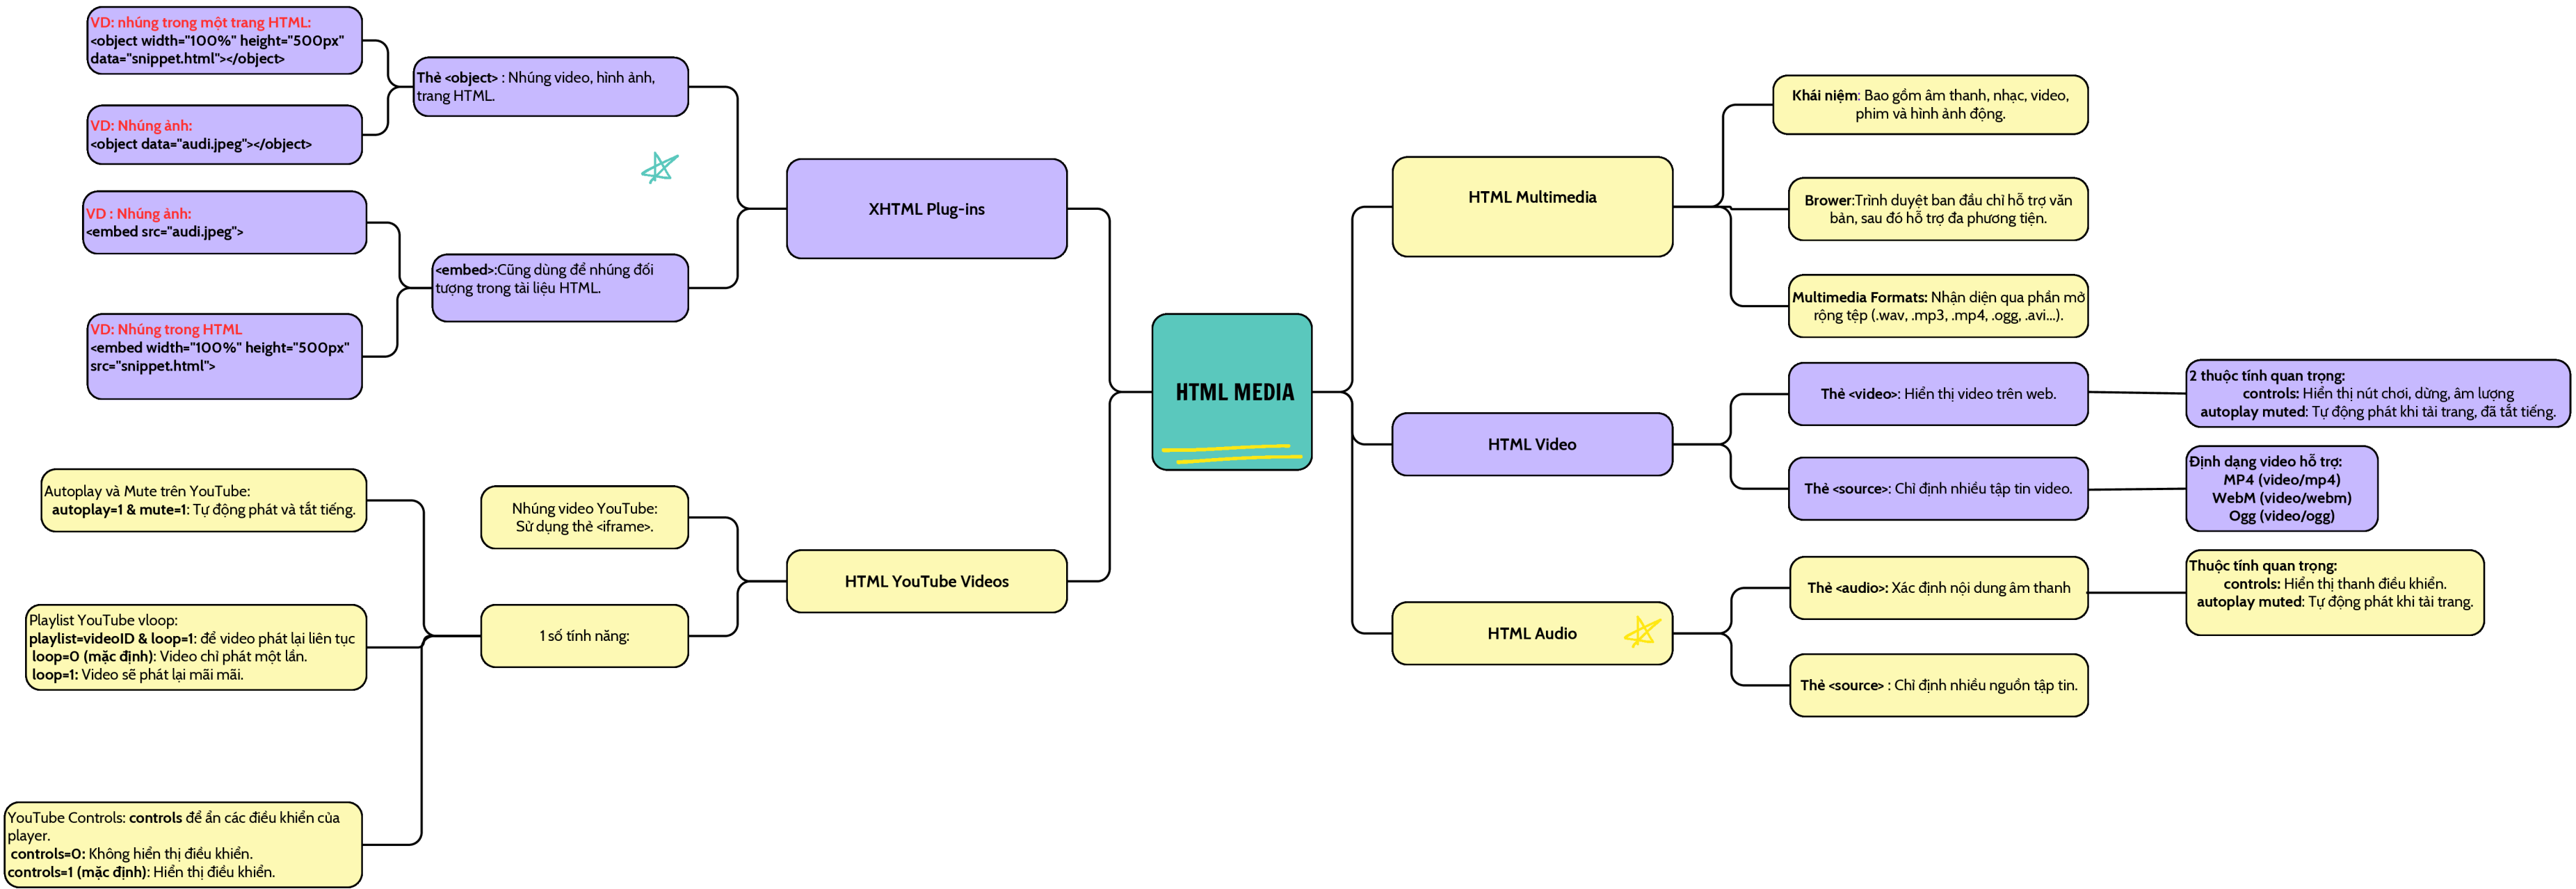 HTML MEDIA
XHTML Plug-ins
Thẻ <object> : Nhúng video, hình ảnh,
trang HTML.
VD: nhúng trong một trang HTML:
<object width="100%" height="500px"
data="snippet.html"></object>
VD: Nhúng ảnh:
<object data="audi.jpeg"></object>
<embed>:Cũng dùng để nhúng đối
tượng trong tài liệu HTML.
VD : Nhúng ảnh:
<embed src="audi.jpeg">
VD: Nhúng trong HTML
<embed width="100%" height="500px"
src="snippet.html">
HTML YouTube Videos
Nhúng video YouTube:
Sử dụng thẻ <iframe>.
1 số tính năng:
Autoplay và Mute trên YouTube:
autoplay=1 & mute=1: Tự động phát và tắt tiếng.
Playlist YouTube vloop:
playlist=videoID & loop=1: để video phát lại liên tục
loop=0 (mặc định): Video chỉ phát một lần.
loop=1: Video sẽ phát lại mãi mãi.
YouTube Controls: controls để ẩn các điều khiển của
player.
controls=0: Không hiển thị điều khiển.
controls=1 (mặc định): Hiển thị điều khiển.
HTML Multimedia
Khái niệm: Bao gồm âm thanh, nhạc, video,
phim và hình ảnh động.
Brower:Trình duyệt ban đầu chỉ hỗ trợ văn
bản, sau đó hỗ trợ đa phương tiện.
Multimedia Formats: Nhận diện qua phần mở
rộng tệp (.wav, .mp3, .mp4, .ogg, .avi...).
HTML Video
Thẻ <video>: Hiển thị video trên web.
2 thuộc tính quan trọng:
controls: Hiển thị nút chơi, dừng, âm lượng
autoplay muted: Tự động phát khi tải trang, đã tắt tiếng.
Thẻ <source>: Chỉ định nhiều tập tin video.
Định dạng video hỗ trợ:
MP4 (video/mp4)
WebM (video/webm)
Ogg (video/ogg)
HTML Audio
Thẻ <audio>: Xác định nội dung âm thanh
Thuộc tính quan trọng:
controls: Hiển thị thanh điều khiển.
autoplay muted: Tự động phát khi tải trang.
Thẻ <source> : Chỉ định nhiều nguồn tập tin.